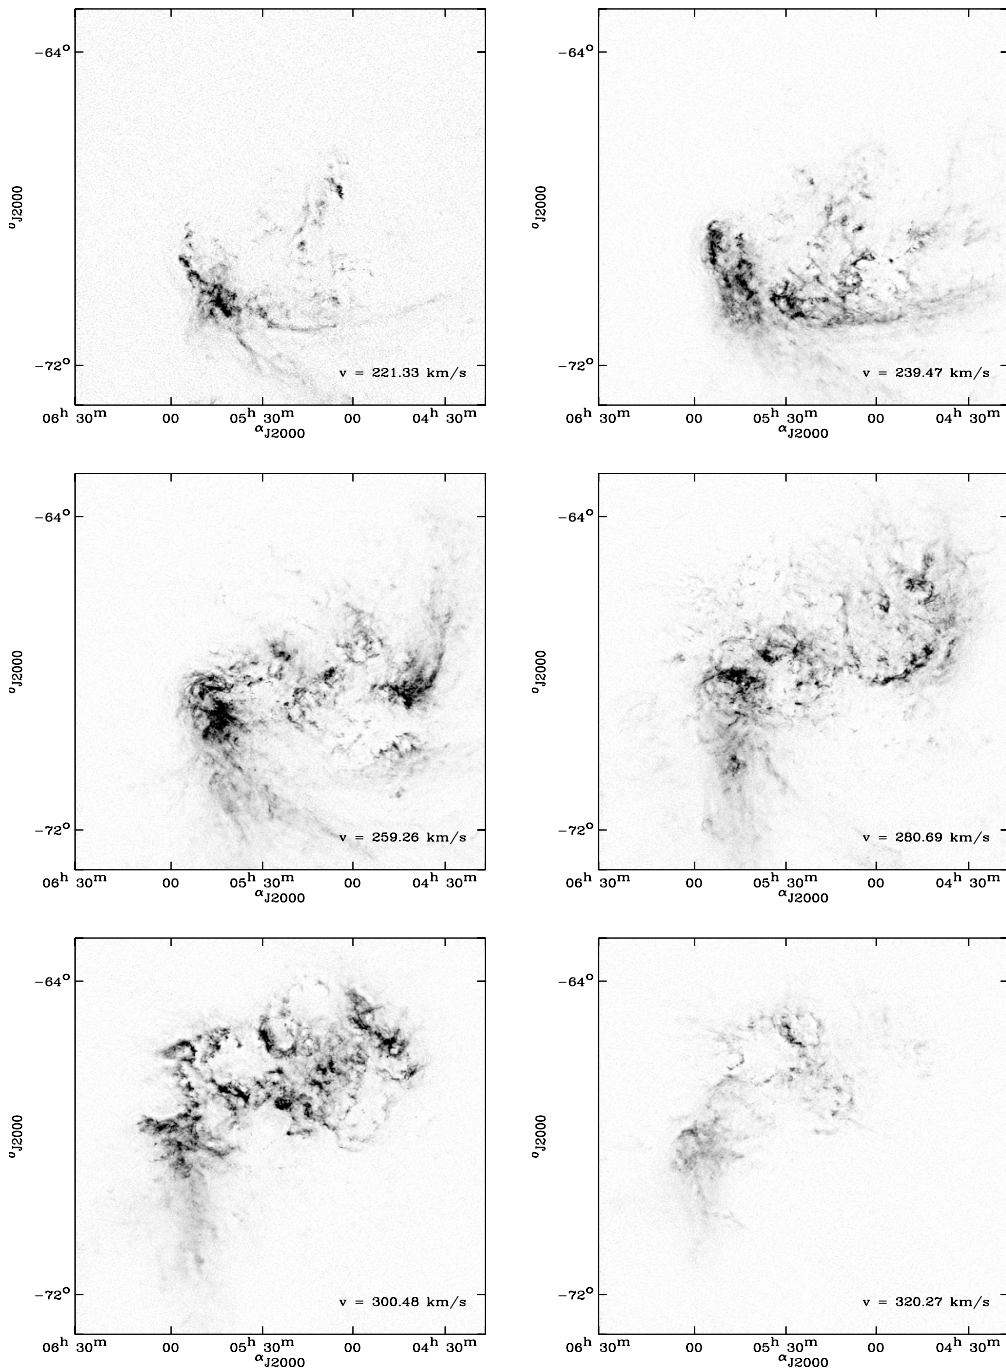 −64°
−72°
δJ2000
v = 221.33 km/s
06h 30m 00 05h 30m 00 04h 30m
αJ2000
−64°
−72°
δJ2000
v = 239.47 km/s
06h 30m 00 05h 30m 00 04h 30m
αJ2000
−64°
−72°
δJ2000
v = 259.26 km/s
06h 30m 00 05h 30m 00 04h 30m
αJ2000
−64°
−72°
δJ2000
v = 280.69 km/s
06h 30m 00 05h 30m 00 04h 30m
αJ2000
−64°
−72°
δJ2000
v = 300.48 km/s
06h 30m 00 05h 30m 00 04h 30m
αJ2000
−64°
−72°
δJ2000
v = 320.27 km/s
06h 30m 00 05h 30m 00 04h 30m
αJ2000